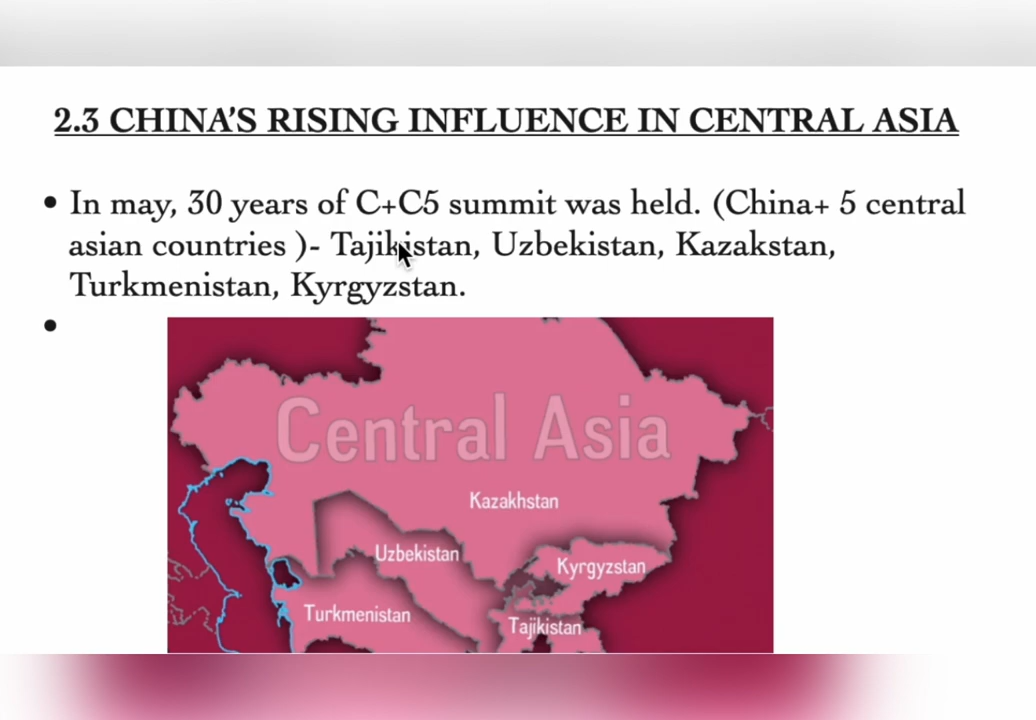 2.3 CHINA’S RISING INFLUENCE IN CENTRAL ASIA
• In may, 30 years of C+C5 summit was held. (China+ 5 central
asian countries )- Tajikistan, Uzbekistan, Kazakstan,
Turkmenistan, Kyrgyzstan.
•
Central Asia
Kazakhstan
Uzbekistan
Kyrgyzstan
Turkmenistan
Tajikistan